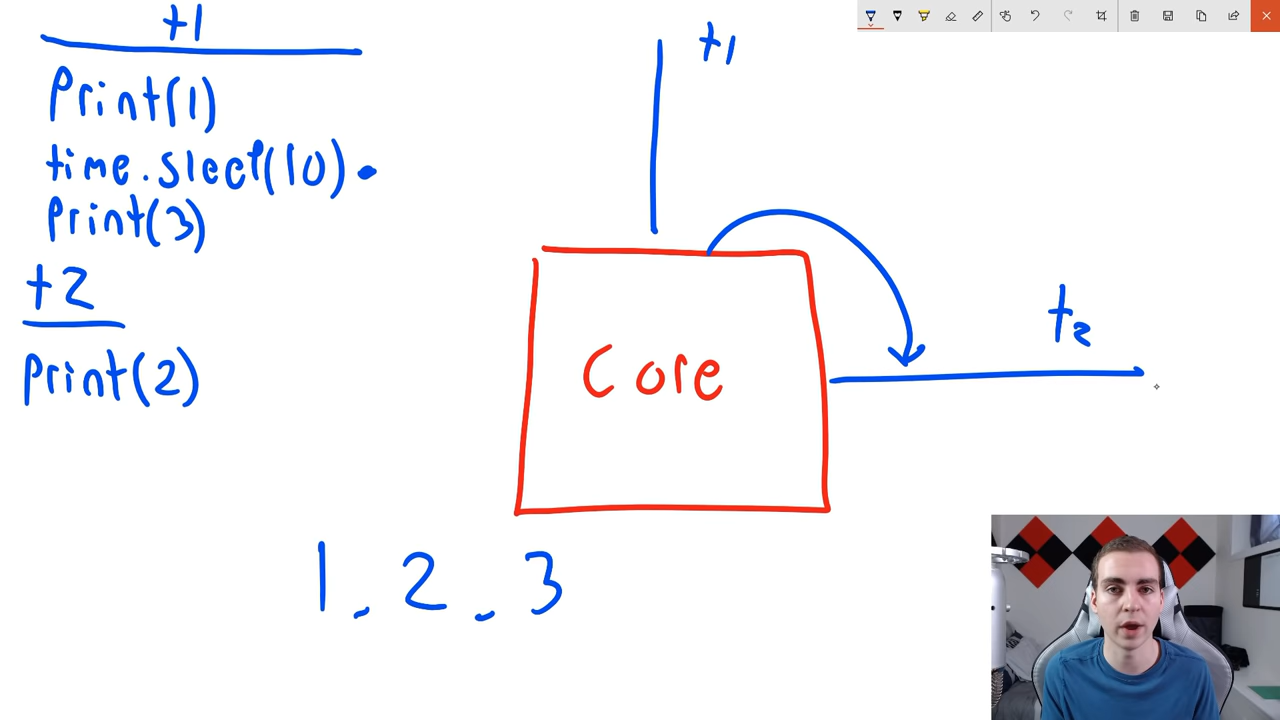 t1
Print(1)
time.sleep(10).
Print(3)
t2
Print(2)
t1
t2
Core
1, 2, 3